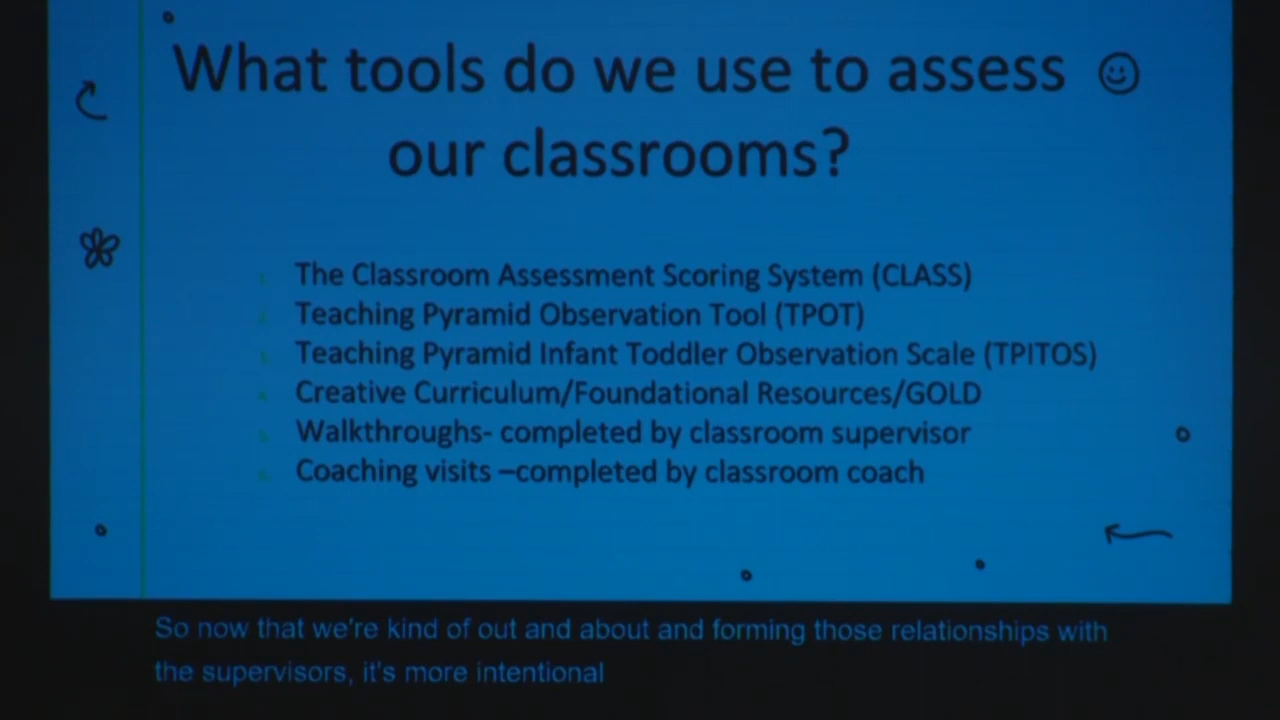 What tools do we use to assess
our classrooms?
The Classroom Assessment Scoring System (CLASS)
Teaching Pyramid Observation Tool (TPOT)
Teaching Pyramid Infant Toddler Observation Scale (TPITOS)
Creative Curriculum/Foundational Resources/GOLD
Walkthroughs- completed by classroom supervisor
Coaching visits –completed by classroom coach
So now that we're kind of out and about and forming those relationships with
the supervisors, it's more intentional